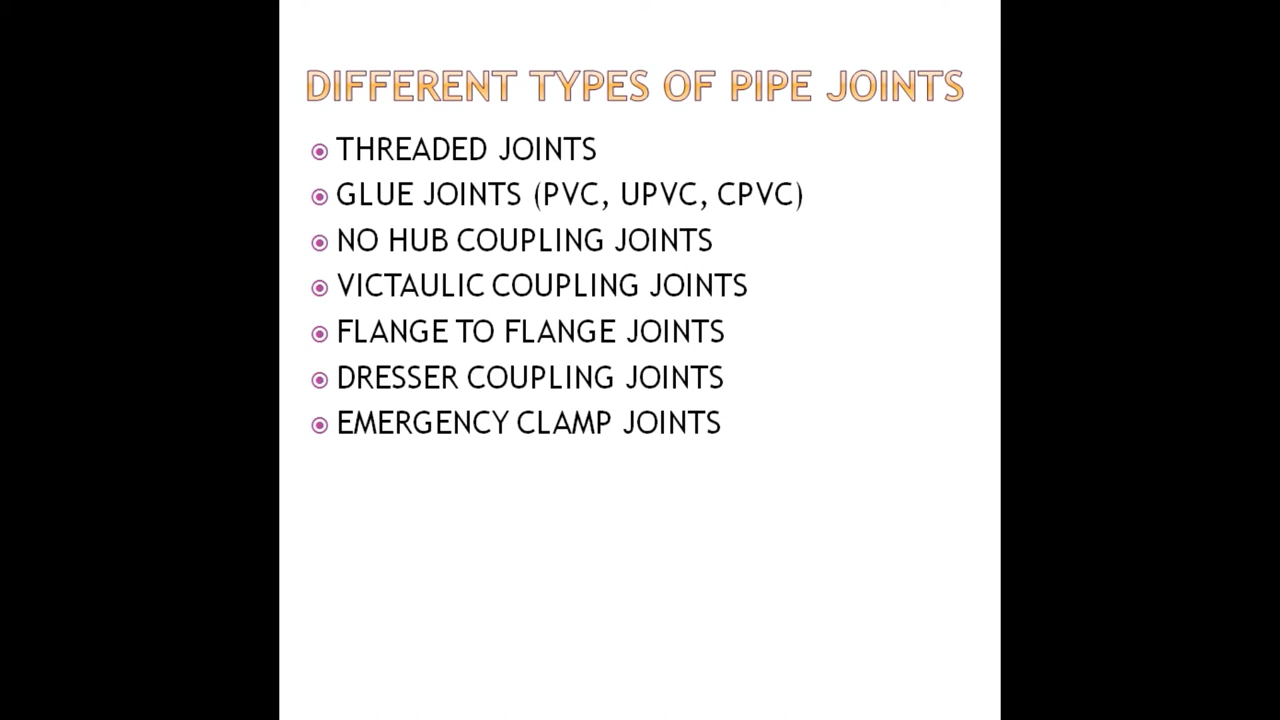 DIFFERENT TYPES OF PIPE JOINTS
THREADED JOINTS
GLUE JOINTS (PVC, UPVC, CPVC)
NO HUB COUPLING JOINTS
VICTAULIC COUPLING JOINTS
FLANGE TO FLANGE JOINTS
DRESSER COUPLING JOINTS
EMERGENCY CLAMP JOINTS